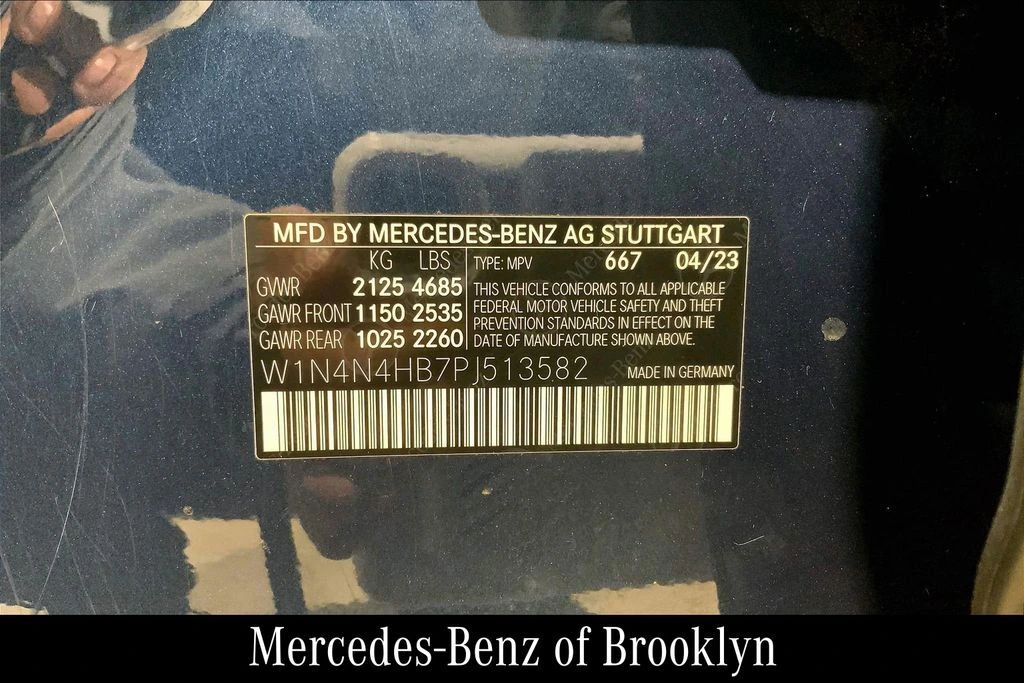 MFD BY MERCEDES-BENZ AG STUTTGART
KG LBS
GVWR 2125 4685
GAWR FRONT 1150 2535
GAWR REAR 1025 2260
TYPE: MPV 667 04/23
THIS VEHICLE CONFORMS TO ALL APPLICABLE
FEDERAL MOTOR VEHICLE SAFETY AND THEFT
PREVENTION STANDARDS IN EFFECT ON THE
DATE OF MANUFACTURE SHOWN ABOVE.
W1N4N4HB7PJ513582 MADE IN GERMANY
Mercedes-Benz of Brooklyn